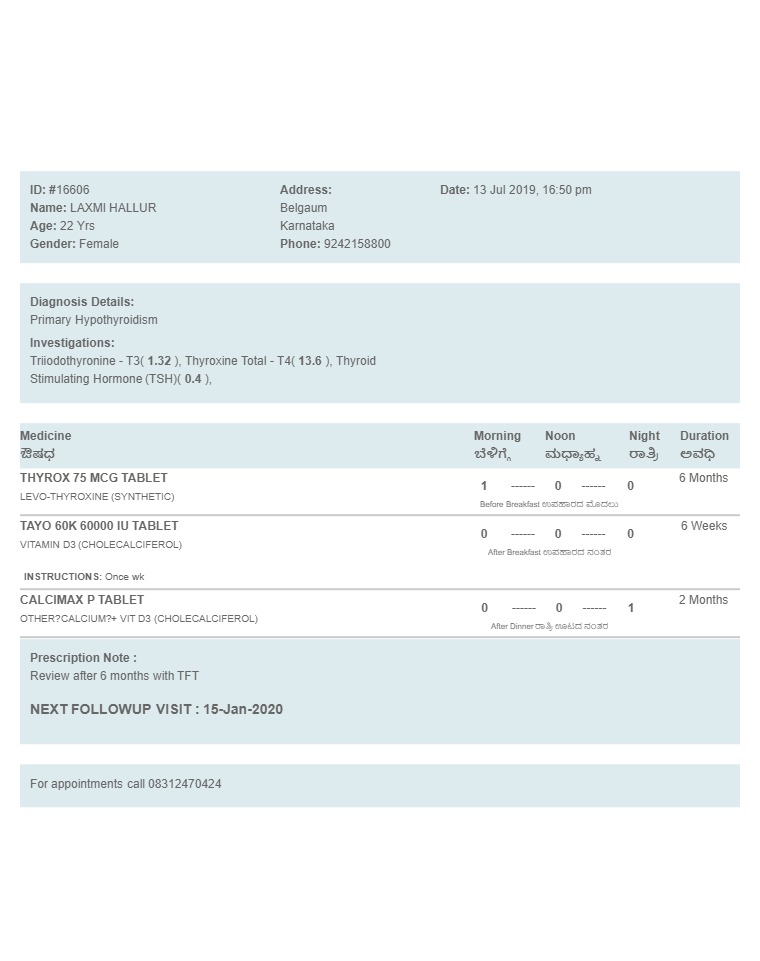 ID: #16606
Name: LAXMI HALLUR
Age: 22 Yrs
Gender: Female
Address:
Belgaum
Karnataka
Phone: 9242158800
Date: 13 Jul 2019, 16:50 pm
Diagnosis Details:
Primary Hypothyroidism
Investigations:
Triiodothyronine - T3( 1.32 ), Thyroxine Total - T4( 13.6 ), Thyroid
Stimulating Hormone (TSH)( 0.4 ),
Medicine Morning Noon Night Duration
ಔಷಧ ಬೆಳಿಗ್ಗೆ ಮಧ್ಯಾಹ್ನ ರಾತ್ರಿ ಅವಧಿ
THYROX 75 MCG TABLET 1 ------ 0 ------ 0 6 Months
LEVO-THYROXINE (SYNTHETIC)
Before Breakfast ಉಪಹಾರದ ಮೊದಲು
TAYO 60K 60000 IU TABLET 0 ------ 0 ------ 0 6 Weeks
VITAMIN D3 (CHOLECALCIFEROL)
After Breakfast ಉಪಹಾರದ ನಂತರ
INSTRUCTIONS: Once wk
CALCIMAX P TABLET 0 ------ 0 ------ 1 2 Months
OTHER?CALCIUM?+ VIT D3 (CHOLECALCIFEROL)
After Dinner ರಾತ್ರಿ ಊಟದ ನಂತರ
Prescription Note :
Review after 6 months with TFT
NEXT FOLLOWUP VISIT : 15-Jan-2020
For appointments call 08312470424